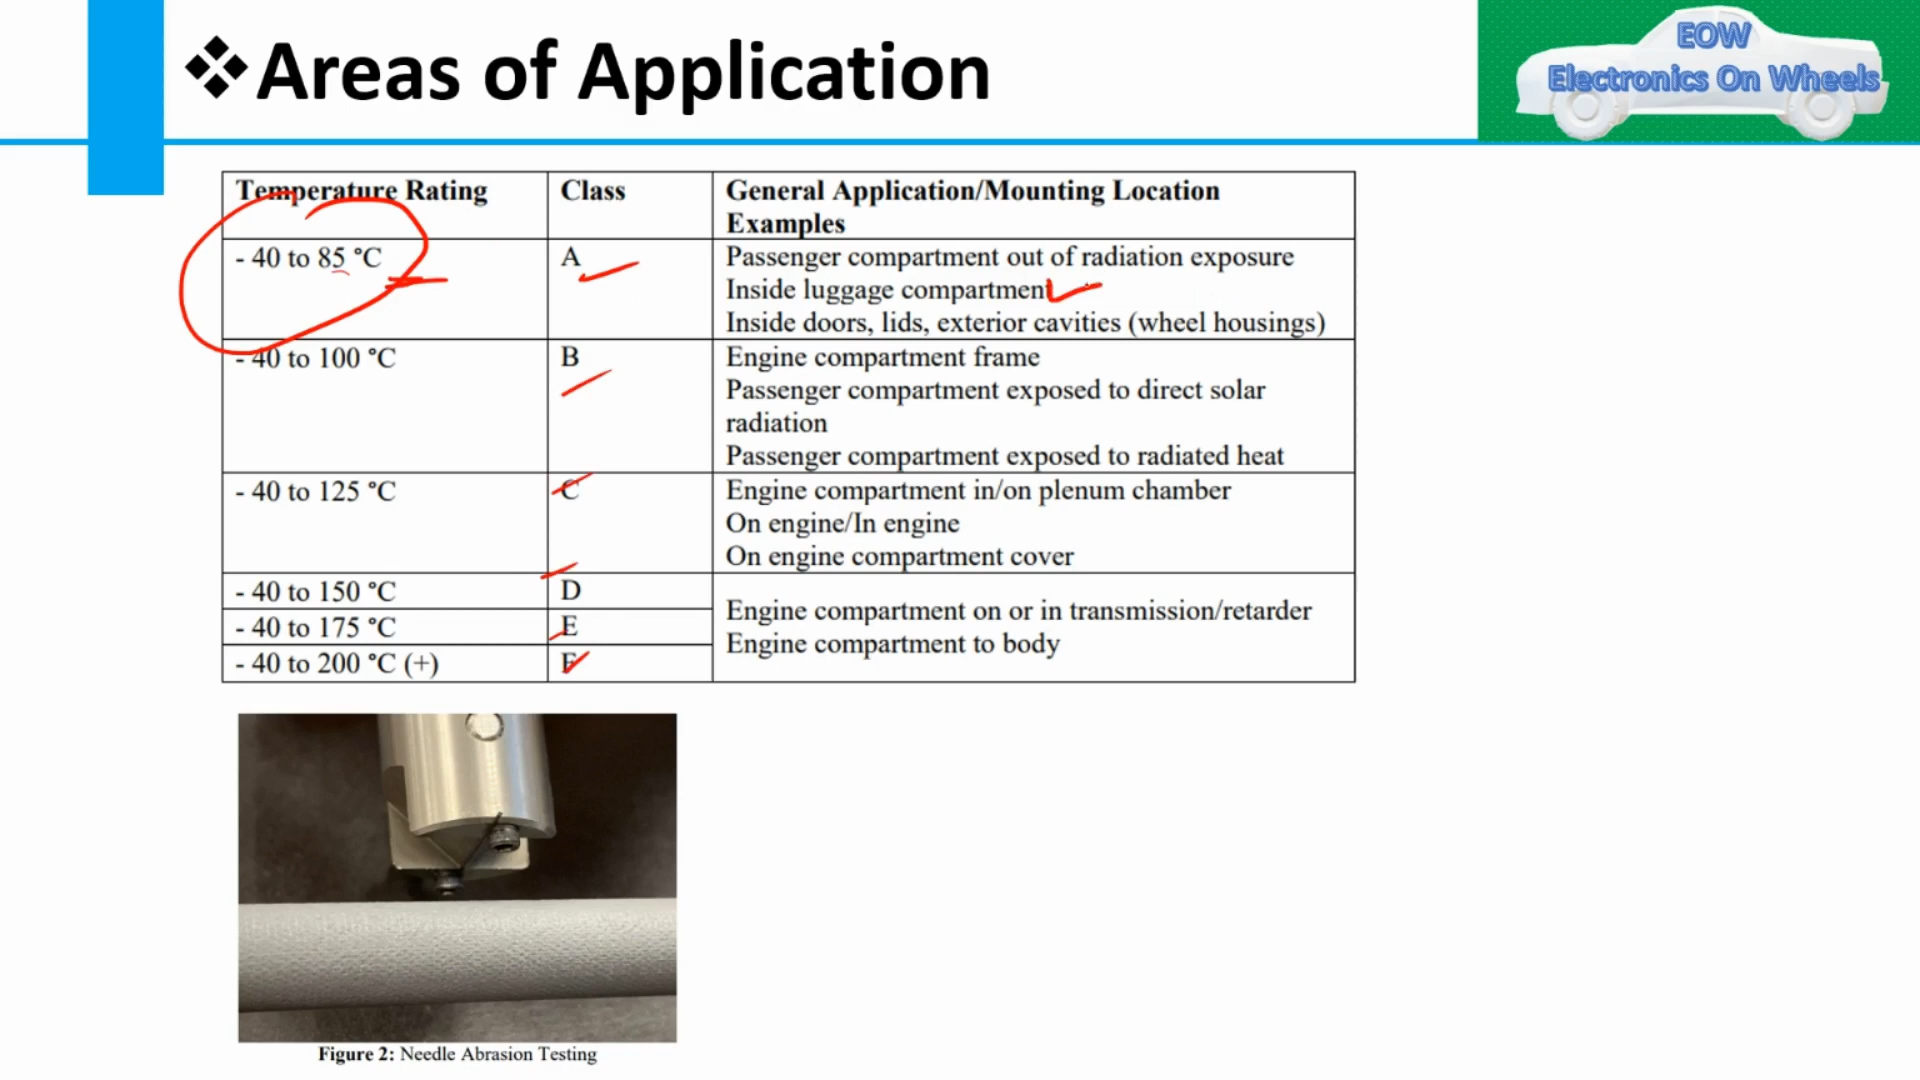 ❖Areas of Application
EOW
Electronics On Wheels
Temperature Rating
Class
General Application/Mounting Location
Examples
- 40 to 85 °C
A
Passenger compartment out of radiation exposure
Inside luggage compartment
Inside doors, lids, exterior cavities (wheel housings)
- 40 to 100 °C
B
Engine compartment frame
Passenger compartment exposed to direct solar
radiation
Passenger compartment exposed to radiated heat
- 40 to 125 °C
C
Engine compartment in/on plenum chamber
On engine/In engine
On engine compartment cover
- 40 to 150 °C
D
- 40 to 175 °C
E
- 40 to 200 °C (+)
F
Engine compartment on or in transmission/retarder
Engine compartment to body
Figure 2: Needle Abrasion Testing